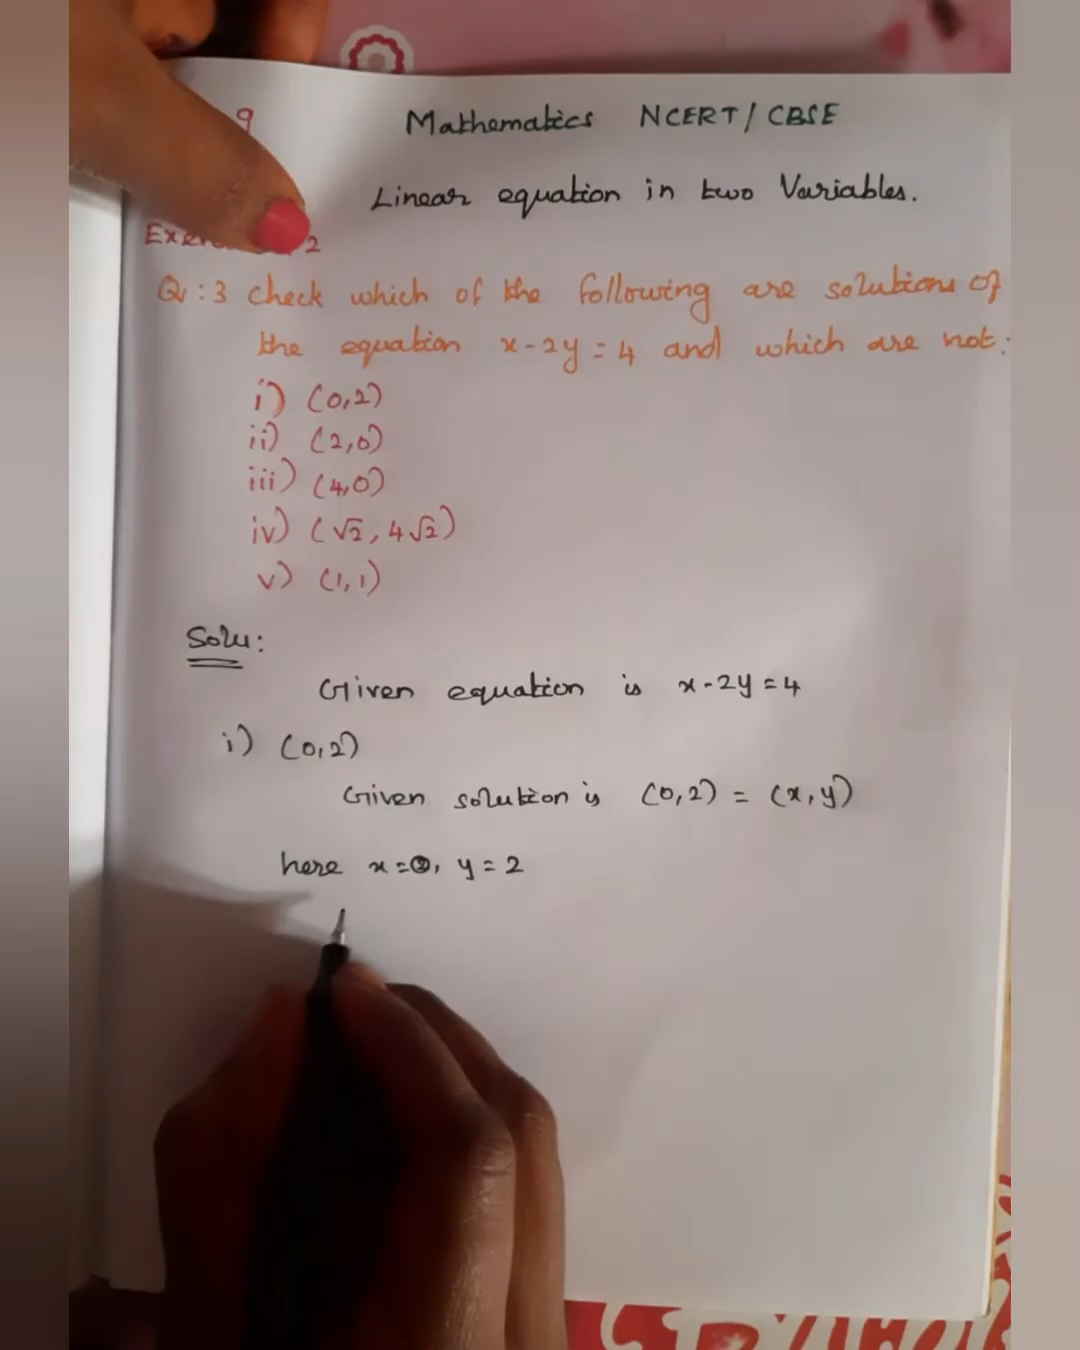 9
Mathematics NCERT / CBSE
Linear equation in two Variables.
2
Q : 3 check which of the following are solutions of
the equation x - 2y = 4 and which are not :
i) (0,2)
ii) (2,0)
iii) (4,0)
iv) (√2, 4√2)
v) (1,1)
Solu:
Given equation is x - 2y = 4
i) (0,2)
Given solution is (0,2) = (x,y)
here x = 0, y = 2